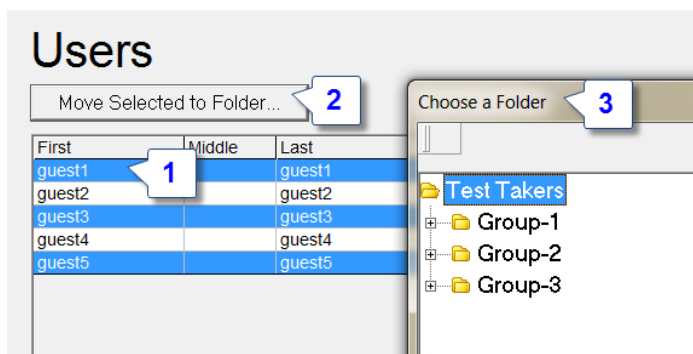 Users
Move Selected to Folder...
2
Choose a Folder
3
First Middle Last
guest1 1 guest1
guest2 guest2
guest3 guest3
guest4 guest4
guest5 guest5
Test Takers
Group-1
Group-2
Group-3